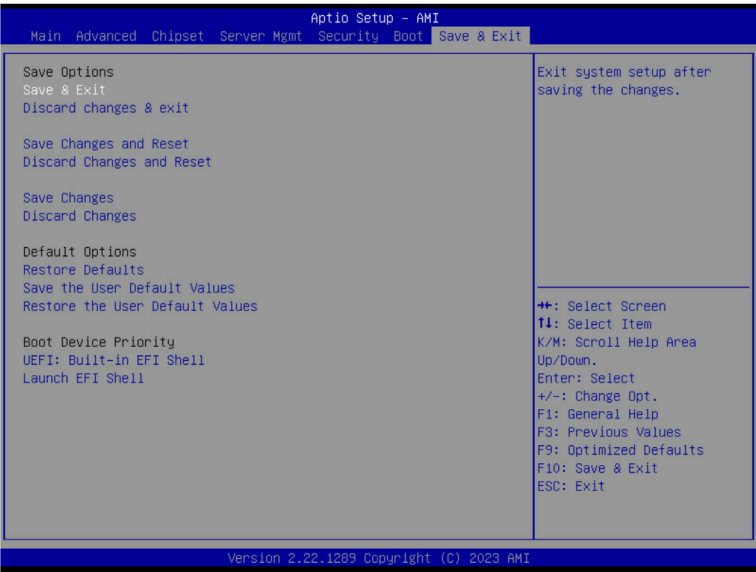 Aptio Setup - AMI
Main Advanced Chipset Server Mgmt Security Boot Save & Exit
Save Options
Save & Exit
Discard changes & exit
Save Changes and Reset
Discard Changes and Reset
Save Changes
Discard Changes
Default Options
Restore Defaults
Save the User Default Values
Restore the User Default Values
Boot Device Priority
UEFI: Built-in EFI Shell
Launch EFI Shell
Exit system setup after
saving the changes.
→←: Select Screen
↑↓: Select Item
K/M: Scroll Help Area
Up/Down.
Enter: Select
+/-: Change Opt.
F1: General Help
F3: Previous Values
F9: Optimized Defaults
F10: Save & Exit
ESC: Exit
Version 2.22.1289 Copyright (C) 2023 AMI